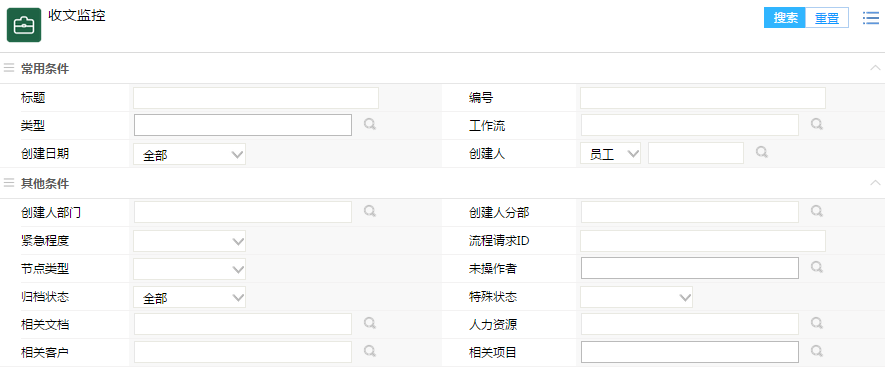 收文监控
搜索 重置
常用条件
标题 编号
类型 工作流
创建日期 全部 创建人 员工
其他条件
创建人部门 创建人分部
紧急程度 流程请求ID
节点类型 未操作者
归档状态 全部 特殊状态
相关文档 人力资源
相关客户 相关项目